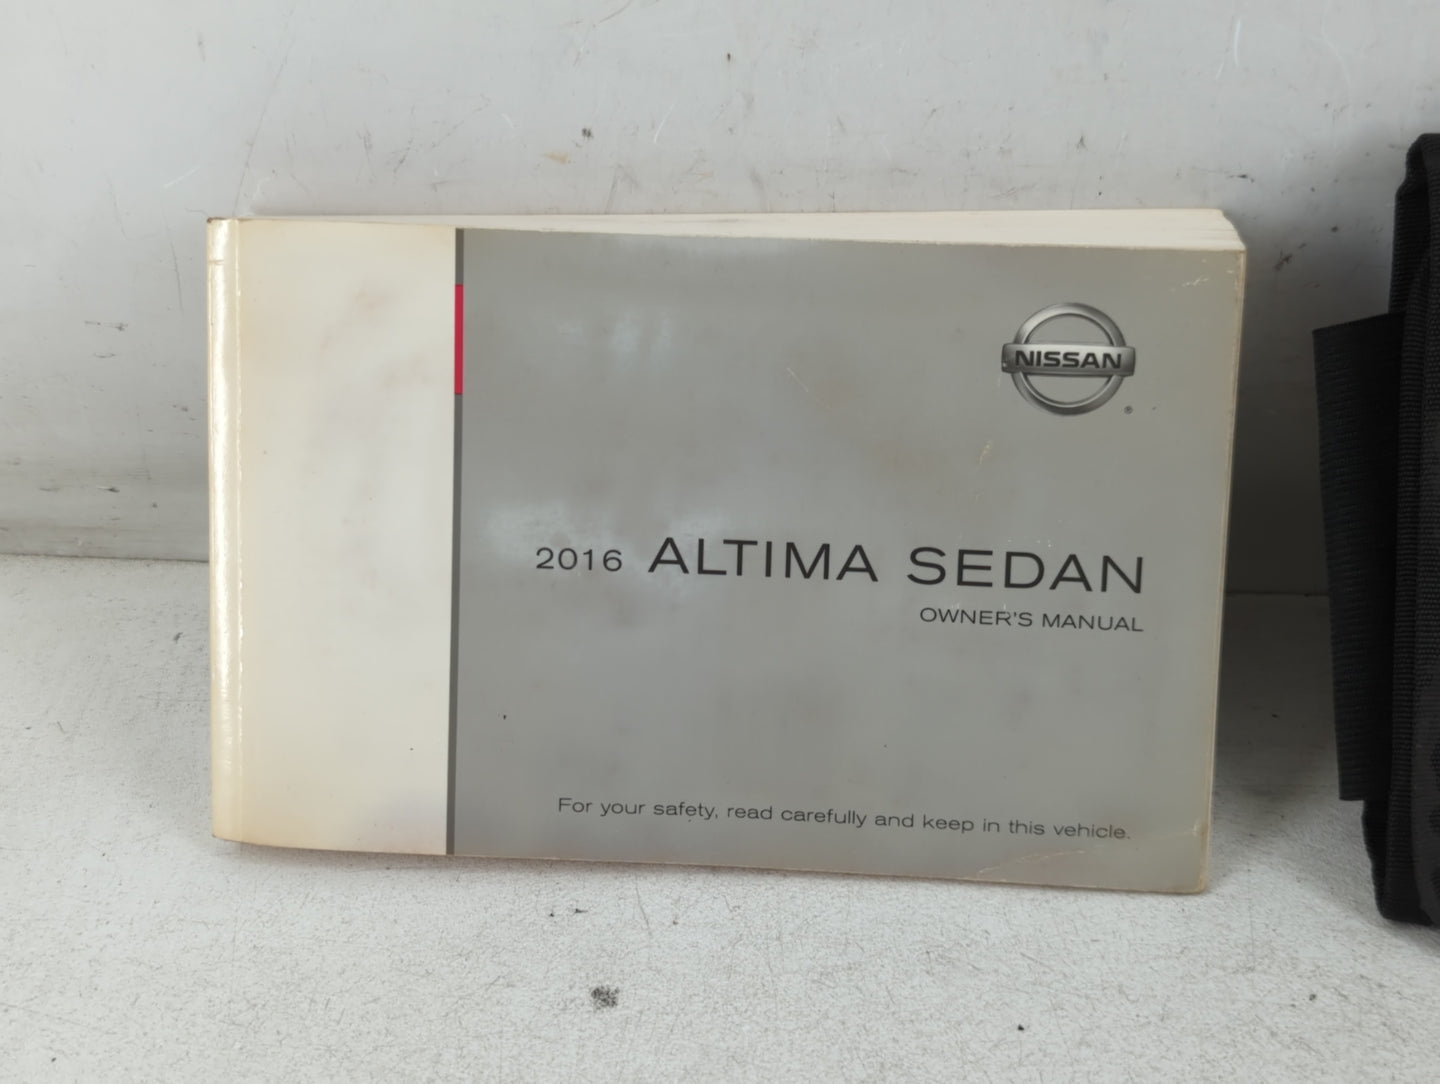 NISSAN
®
2016 ALTIMA SEDAN
OWNER'S MANUAL
For your safety, read carefully and keep in this vehicle.